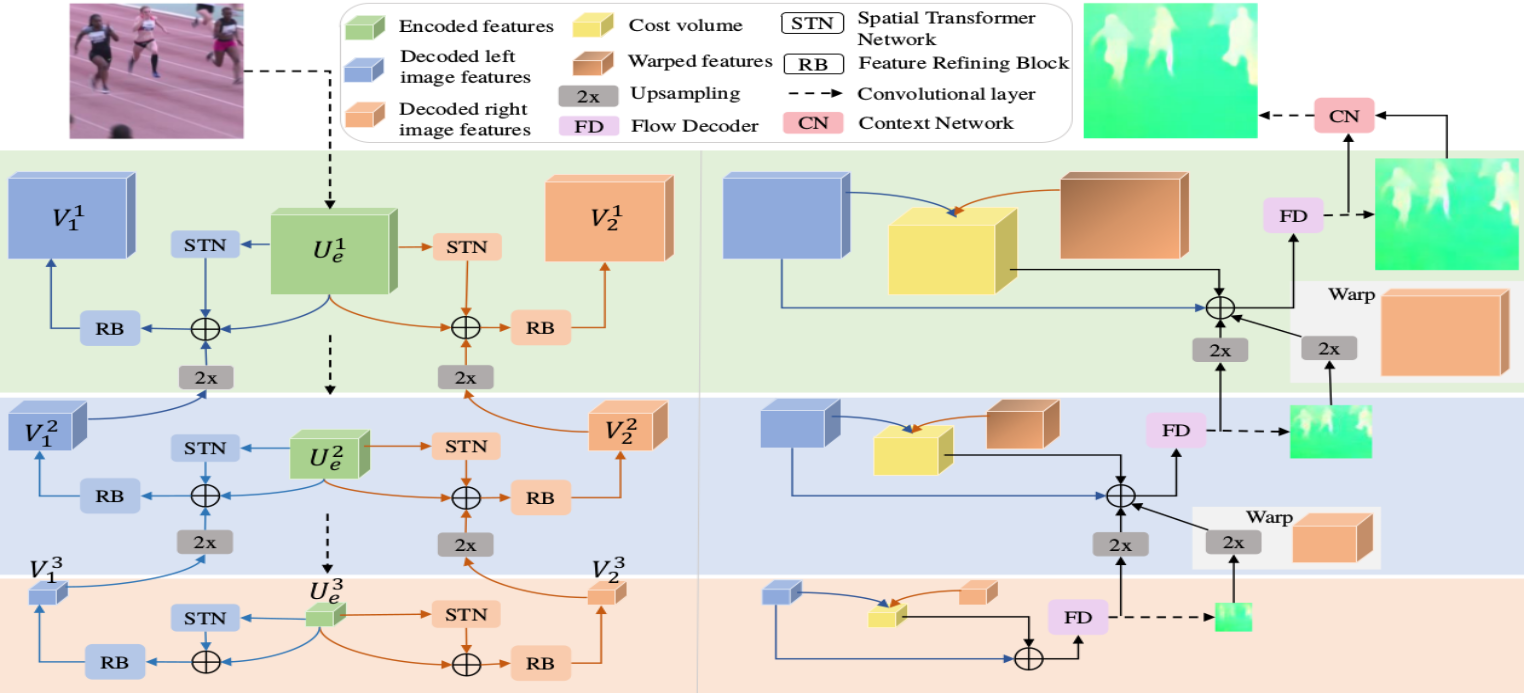 Encoded features
Decoded left
image features
Decoded right
image features
Cost volume
Warped features
2x Upsampling
FD Flow Decoder
STN Spatial Transformer
Network
RB Feature Refining Block
Convolutional layer
CN Context Network
CN
V_1^1
STN
U_e^1
STN
V_2^1
RB
RB
2x
2x
FD
Warp
2x
2x
V_1^2
STN
U_e^2
STN
V_2^2
RB
RB
2x
2x
FD
Warp
2x
2x
V_1^3
U_e^3
V_2^3
STN
STN
RB
RB
FD